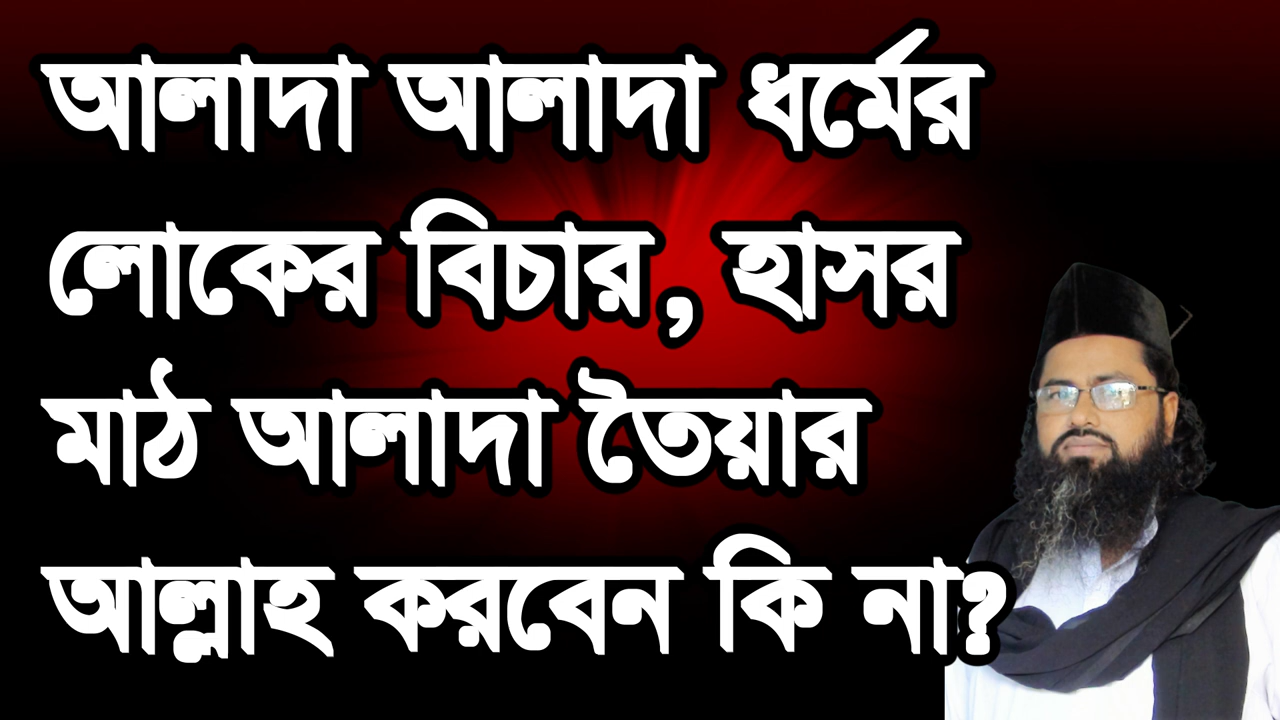 আলাদা আলাদা ধর্মের
লোকের বিচার, হাসর
মাঠ আলাদা তৈয়ার
আল্লাহ করবেন কি না?